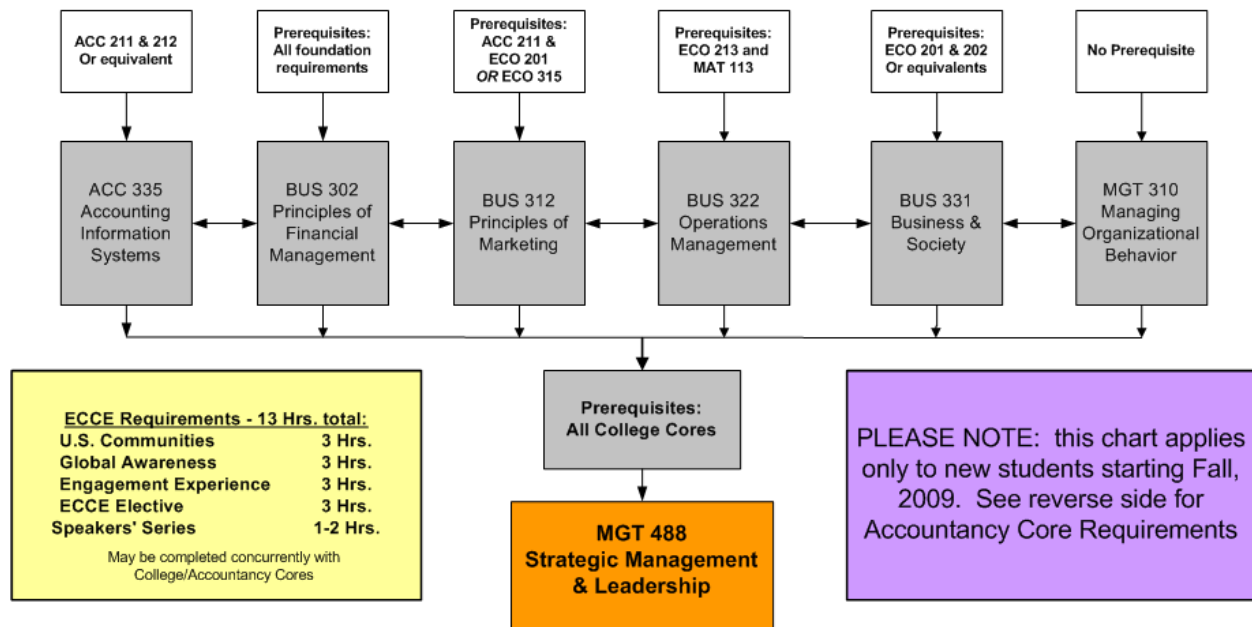 ACC 211 & 212
Or equivalent
Prerequisites:
All foundation
requirements
Prerequisites:
ACC 211 &
ECO 201
OR ECO 315
Prerequisites:
ECO 213 and
MAT 113
Prerequisites:
ECO 201 & 202
Or equivalents
No Prerequisite
ACC 335
Accounting
Information
Systems
BUS 302
Principles of
Financial
Management
BUS 312
Principles of
Marketing
BUS 322
Operations
Management
BUS 331
Business &
Society
MGT 310
Managing
Organizational
Behavior
ECCE Requirements - 13 Hrs. total:
U.S. Communities 3 Hrs.
Global Awareness 3 Hrs.
Engagement Experience 3 Hrs.
ECCE Elective 3 Hrs.
Speakers' Series 1-2 Hrs.
May be completed concurrently with
College/Accountancy Cores
Prerequisites:
All College Cores
MGT 488
Strategic Management
& Leadership
PLEASE NOTE: this chart applies
only to new students starting Fall,
2009. See reverse side for
Accountancy Core Requirements